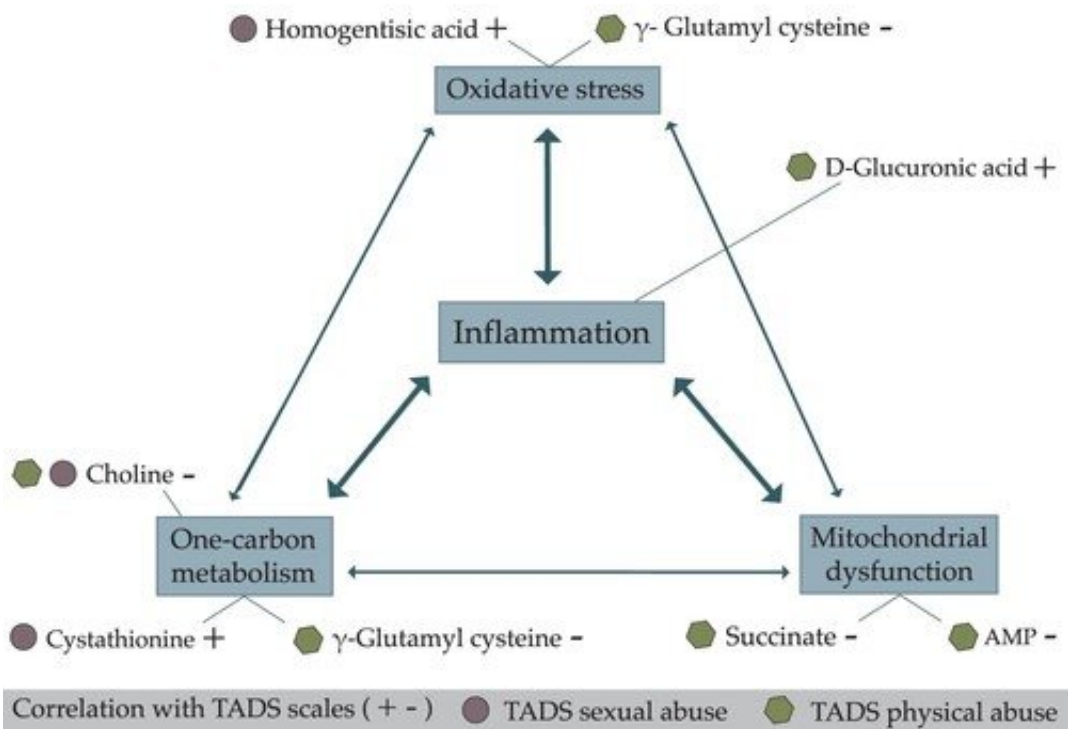 Homogentisic acid +
γ- Glutamyl cysteine -
Oxidative stress
D-Glucuronic acid +
Inflammation
Choline -
One-carbon
metabolism
Mitochondrial
dysfunction
Cystathionine +
γ-Glutamyl cysteine -
Succinate -
AMP -
Correlation with TADS scales ( + - )
TADS sexual abuse
TADS physical abuse